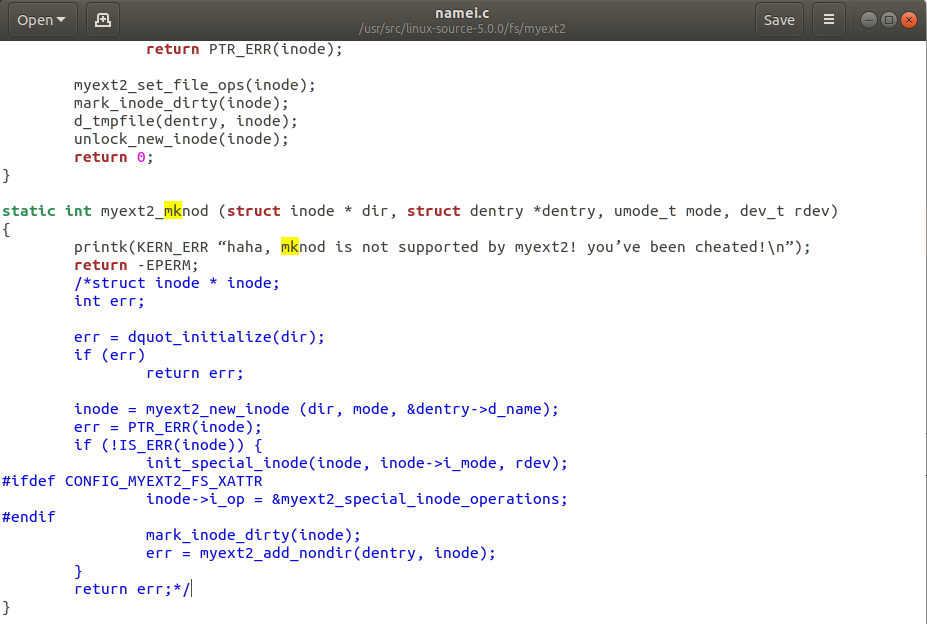 Open
namei.c
/usr/src/linux-source-5.0.0/fs/myext2
Save
                return PTR_ERR(inode);

        myext2_set_file_ops(inode);
        mark_inode_dirty(inode);
        d_tmpfile(dentry, inode);
        unlock_new_inode(inode);
        return 0;
}

static int myext2_mknod (struct inode * dir, struct dentry *dentry, umode_t mode, dev_t rdev)
{
        printk(KERN_ERR “haha, mknod is not supported by myext2! you’ve been cheated!\n”);
        return -EPERM;
        /*struct inode * inode;
        int err;

        err = dquot_initialize(dir);
        if (err)
                return err;

        inode = myext2_new_inode (dir, mode, &dentry->d_name);
        err = PTR_ERR(inode);
        if (!IS_ERR(inode)) {
                init_special_inode(inode, inode->i_mode, rdev);
#ifdef CONFIG_MYEXT2_FS_XATTR
                inode->i_op = &myext2_special_inode_operations;
#endif
                mark_inode_dirty(inode);
                err = myext2_add_nondir(dentry, inode);
        }
        return err;*/
}